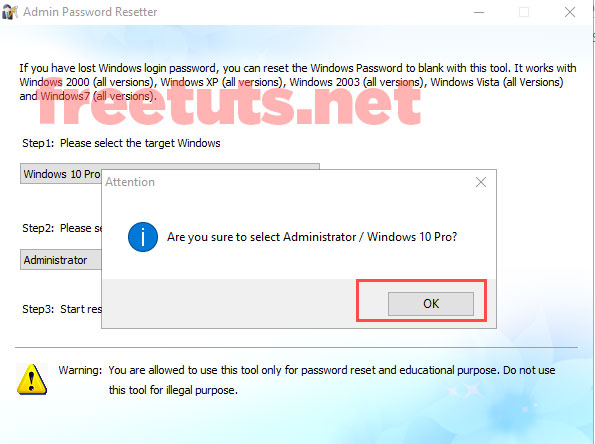 Admin Password Resetter
If you have lost Windows login password, you can reset the Windows Password to blank with this tool. It works with
Windows 2000 (all versions), Windows XP (all versions), Windows 2003 (all versions), Windows Vista (all Versions)
and Windows7 (all versions).
freetuts.net
Step1: Please select the target Windows
Windows 10 Pro
Attention
Are you sure to select Administrator / Windows 10 Pro?
Step2: Please se
Administrator
OK
Step3: Start res
Warning: You are allowed to use this tool only for password reset and educational purpose. Do not use
this tool for illegal purpose.